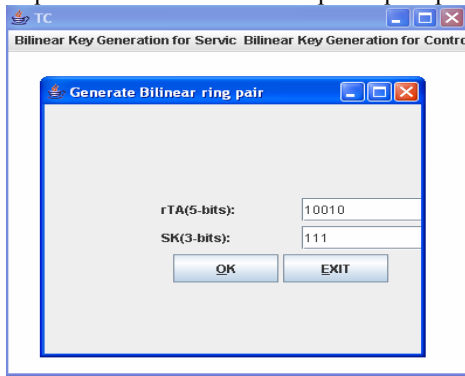 TC
Bilinear Key Generation for Servic Bilinear Key Generation for Contro
Generate Bilinear ring pair
rTA(5-bits): 10010
SK(3-bits): 111
OK EXIT